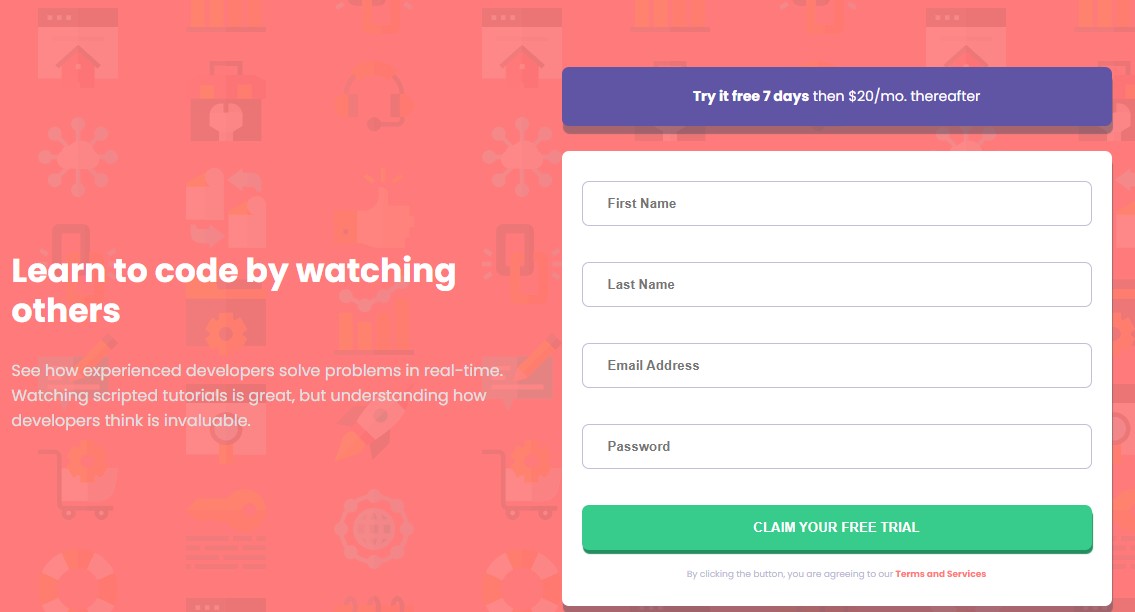 Learn to code by watching
others
See how experienced developers solve problems in real-time.
Watching scripted tutorials is great, but understanding how
developers think is invaluable.
Try it free 7 days then $20/mo. thereafter
First Name
Last Name
Email Address
Password
CLAIM YOUR FREE TRIAL
By clicking the button, you are agreeing to our Terms and Services